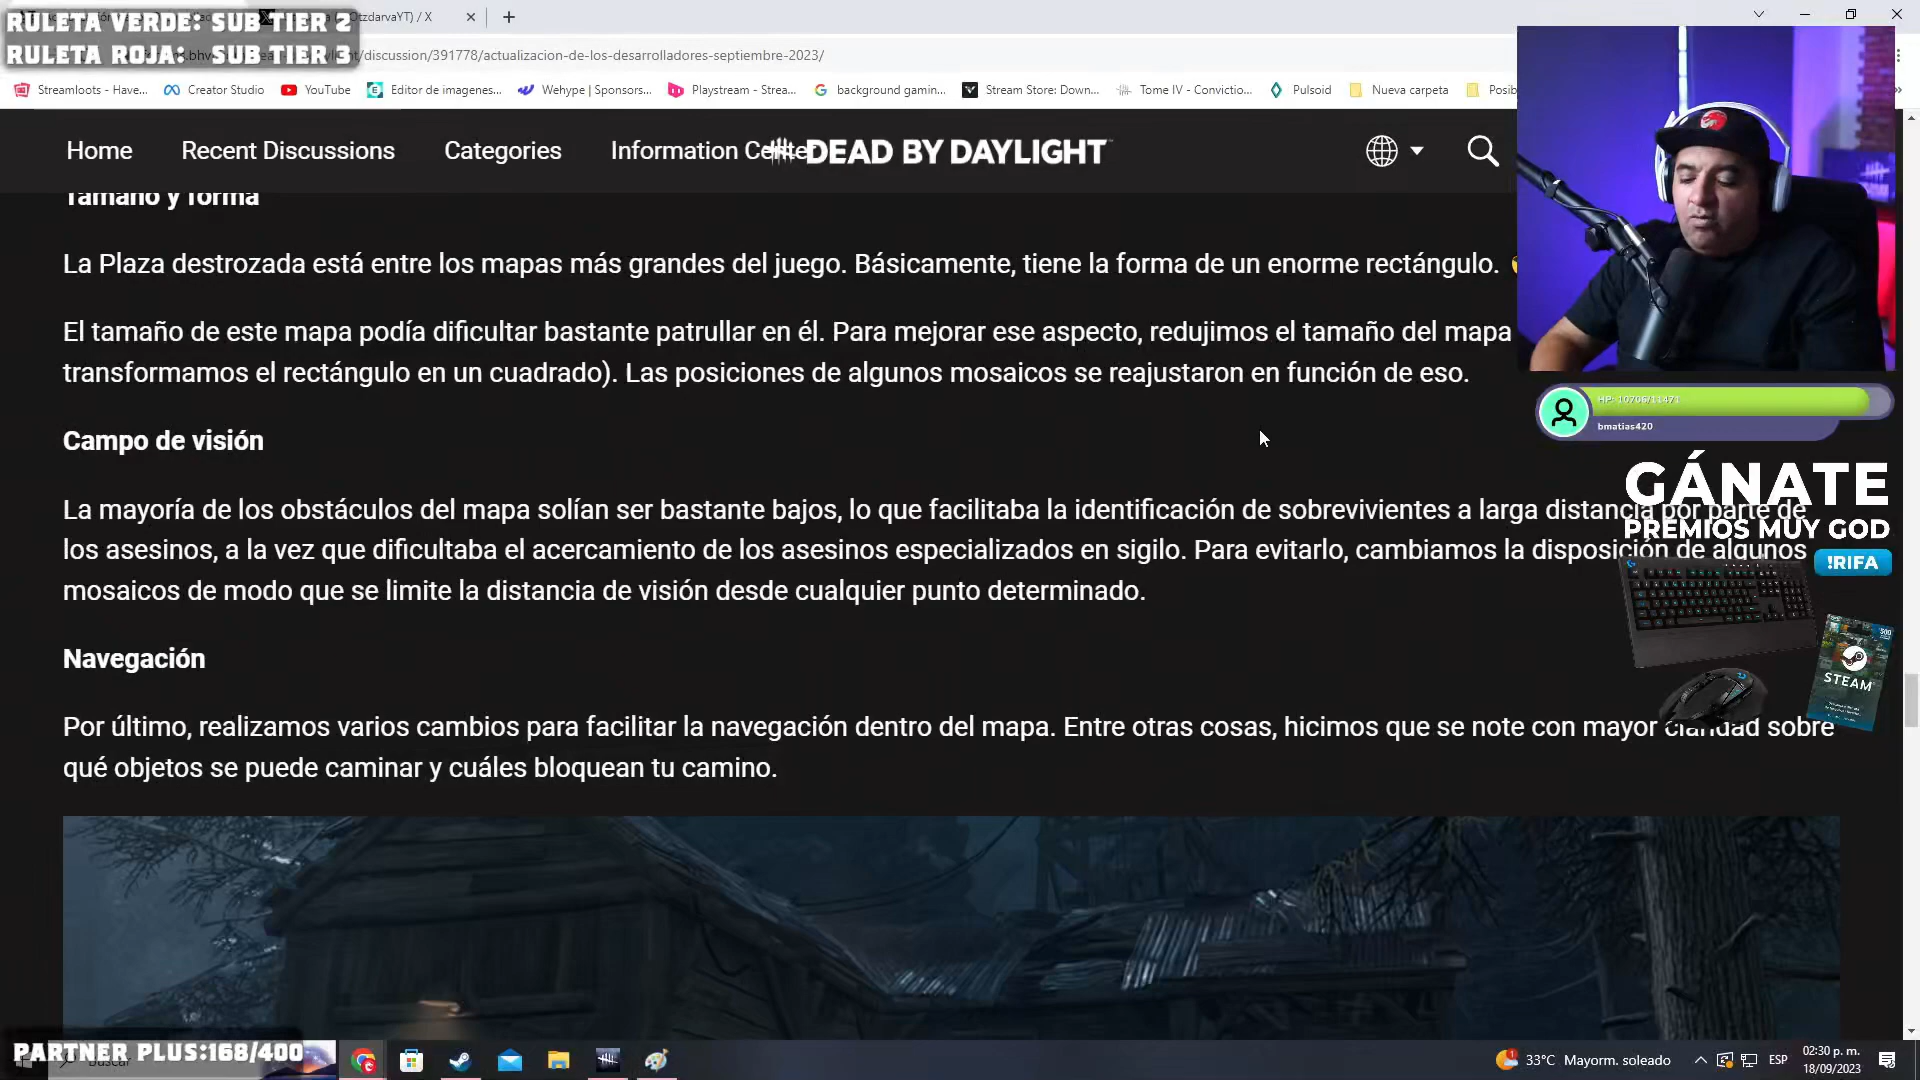 RULETA VERDE: SUB TIER 2
OtzdarvaYT) / X
RULETA ROJA: SUB TIER 3
/discussion/391778/actualizacion-de-los-desarrolladores-septiembre-2023/
Streamloots - Have...
Creator Studio
YouTube
Editor de imagenes...
Wehype | Sponsors...
Playstream - Strea...
background gamin...
Stream Store: Down...
Tome IV - Convictio...
Pulsoid
Nueva carpeta
Posib
Home
Recent Discussions
Categories
Information Center
DEAD BY DAYLIGHT
Tamaño y forma
La Plaza destrozada está entre los mapas más grandes del juego. Básicamente, tiene la forma de un enorme rectángulo.
El tamaño de este mapa podía dificultar bastante patrullar en él. Para mejorar ese aspecto, redujimos el tamaño del mapa
transformamos el rectángulo en un cuadrado). Las posiciones de algunos mosaicos se reajustaron en función de eso.
HP: 10706/11471
bmatias420
Campo de visión
La mayoría de los obstáculos del mapa solían ser bastante bajos, lo que facilitaba la identificación de sobrevivientes a larga distancia por parte de
los asesinos, a la vez que dificultaba el acercamiento de los asesinos especializados en sigilo. Para evitarlo, cambiamos la disposición de algunos
mosaicos de modo que se limite la distancia de visión desde cualquier punto determinado.
GÁNATE
PREMIOS MUY GOD
!RIFA
STEAM
Navegación
Por último, realizamos varios cambios para facilitar la navegación dentro del mapa. Entre otras cosas, hicimos que se note con mayor claridad sobre
qué objetos se puede caminar y cuáles bloquean tu camino.
PARTNER PLUS:168/400
Buscar
33°C Mayorm. soleado
ESP
02:30 p. m.
18/09/2023